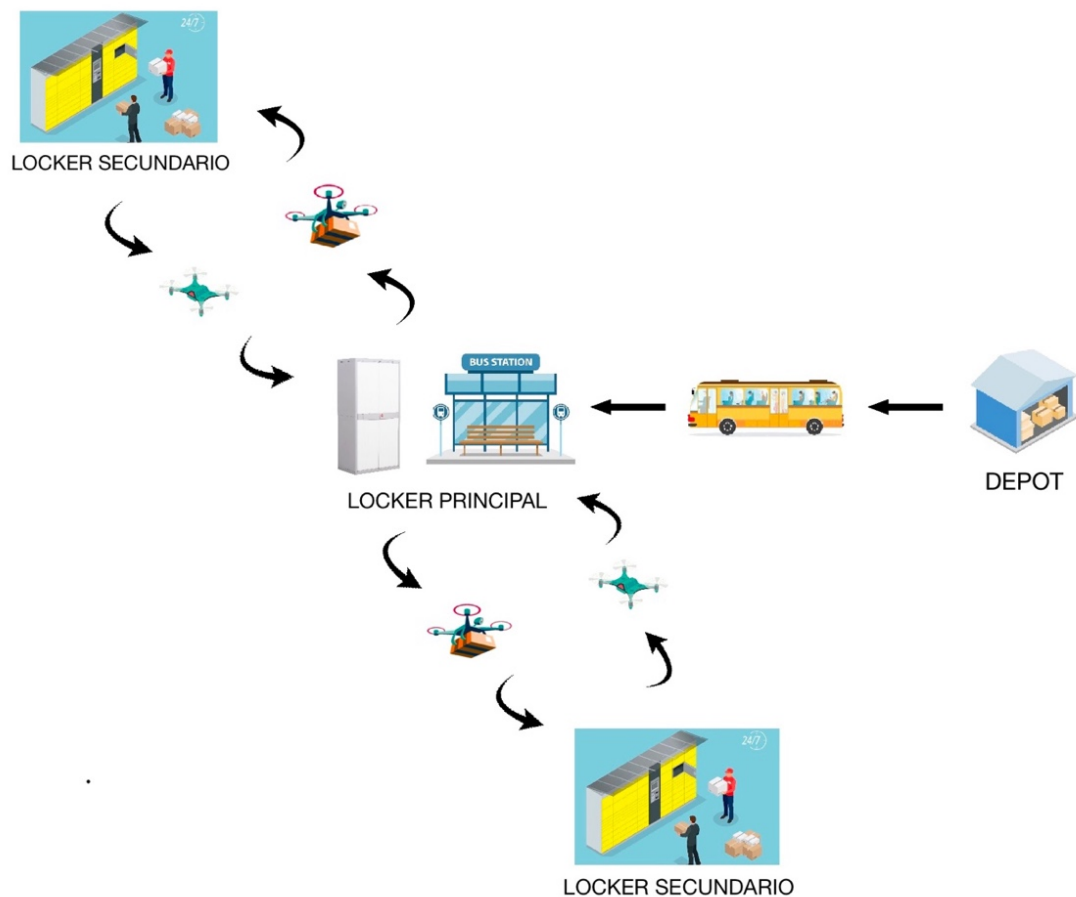 24/7
LOCKER SECUNDARIO
BUS STATION
LOCKER PRINCIPAL
DEPOT
24/7
LOCKER SECUNDARIO